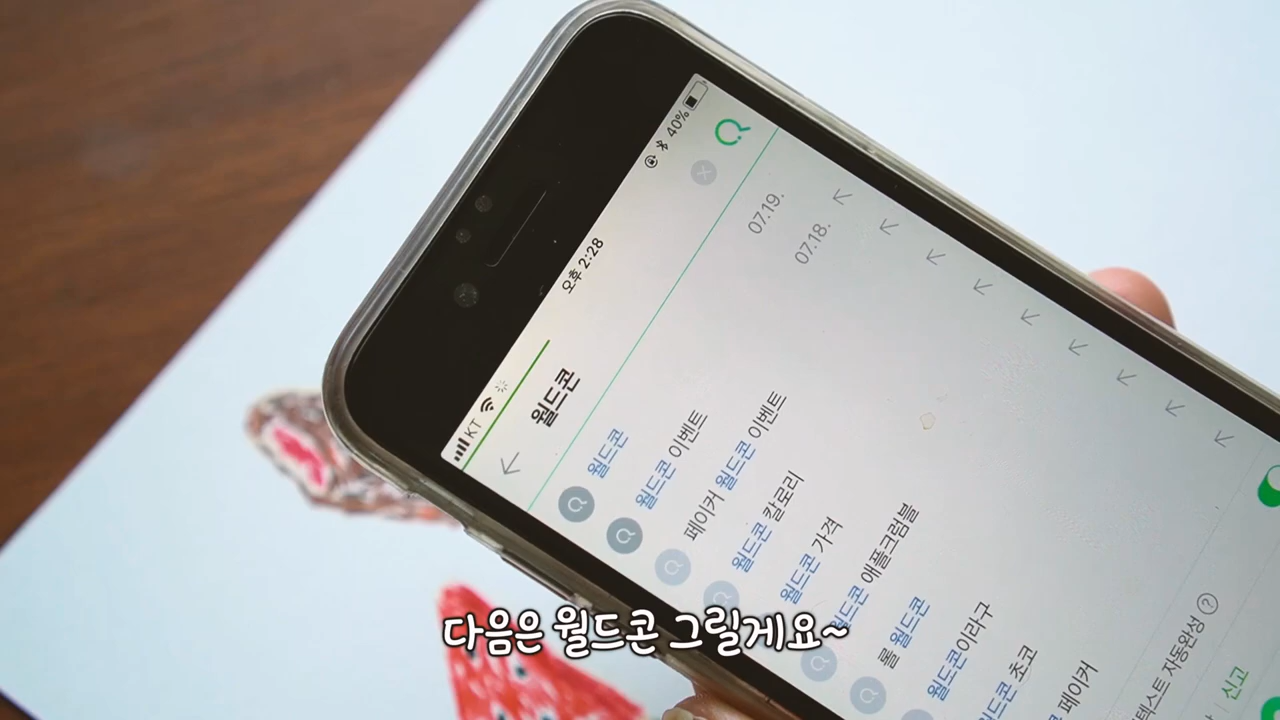 KT
오후 2:28
40%
월드콘
월드콘 07.19.
월드콘 이벤트 07.18.
페이커 월드콘 이벤트
월드콘 칼로리
월드콘 가격
월드콘 애플크럼블
롤 월드콘
월드콘이라구
월드콘 초코
페이커
텍스트 자동완성 ?
신고
다음은 월드콘 그릴게요~